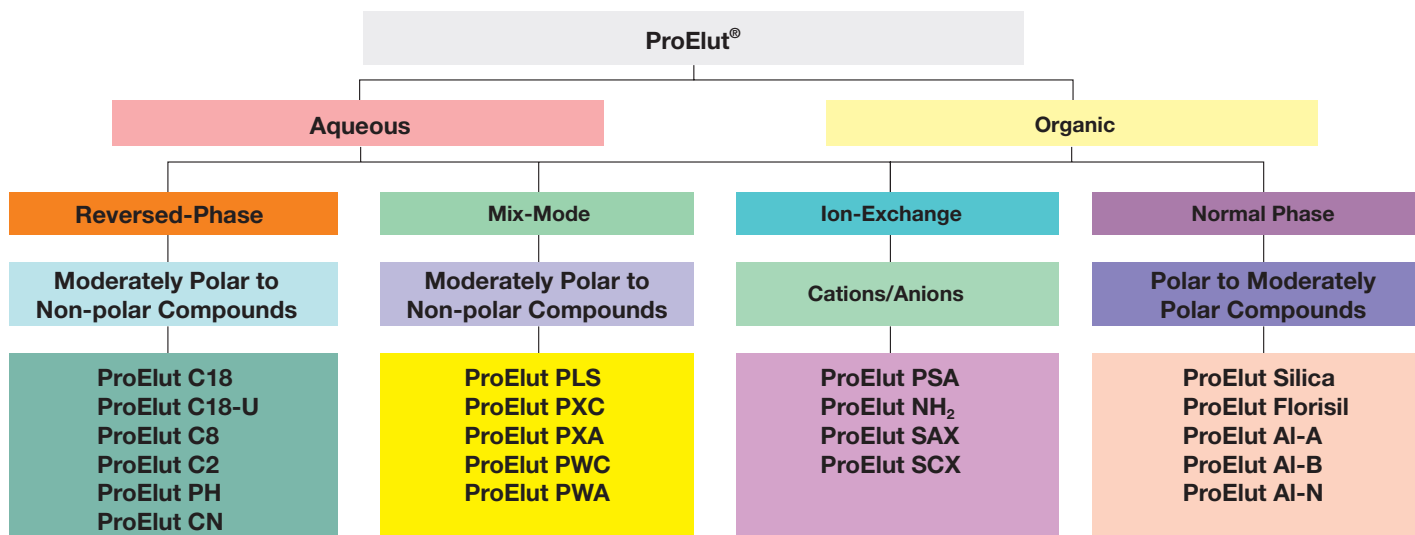 ProElut®
Aqueous
Organic
Reversed-Phase
Mix-Mode
Ion-Exchange
Normal Phase
Moderately Polar to
Non-polar Compounds
Moderately Polar to
Non-polar Compounds
Cations/Anions
Polar to Moderately
Polar Compounds
ProElut C18
ProElut C18-U
ProElut C8
ProElut C2
ProElut PH
ProElut CN
ProElut PLS
ProElut PXC
ProElut PXA
ProElut PWC
ProElut PWA
ProElut PSA
ProElut NH₂
ProElut SAX
ProElut SCX
ProElut Silica
ProElut Florisil
ProElut Al-A
ProElut Al-B
ProElut Al-N